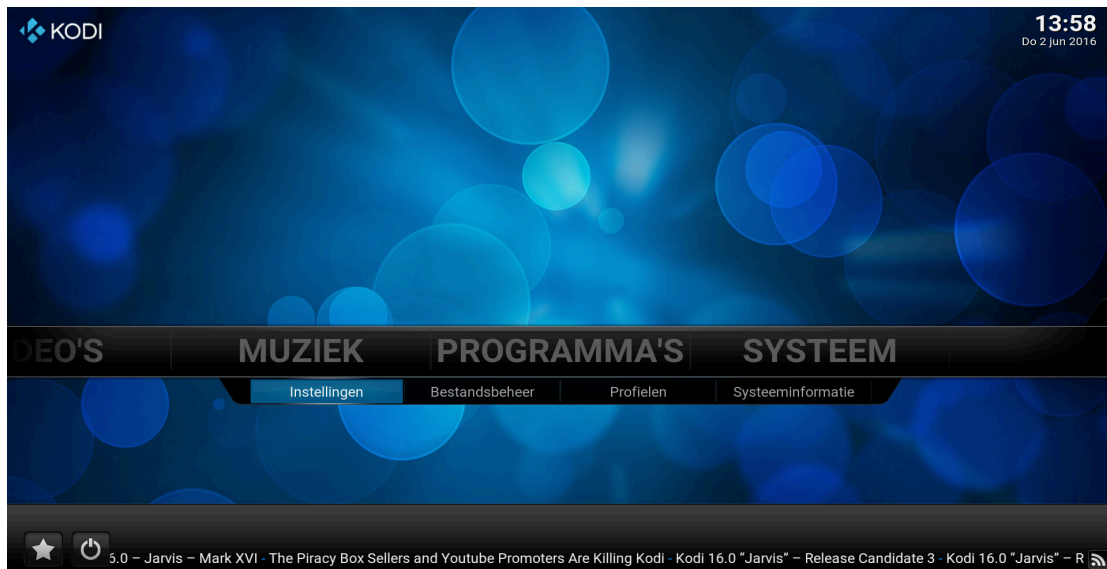 KODI
13:58
Do 2 jun 2016
DEO'S MUZIEK PROGRAMMA'S SYSTEEM
Instellingen Bestandsbeheer Profielen Systeeminformatie
6.0 – Jarvis – Mark XVI - The Piracy Box Sellers and Youtube Promoters Are Killing Kodi - Kodi 16.0 “Jarvis” – Release Candidate 3 - Kodi 16.0 “Jarvis” – R